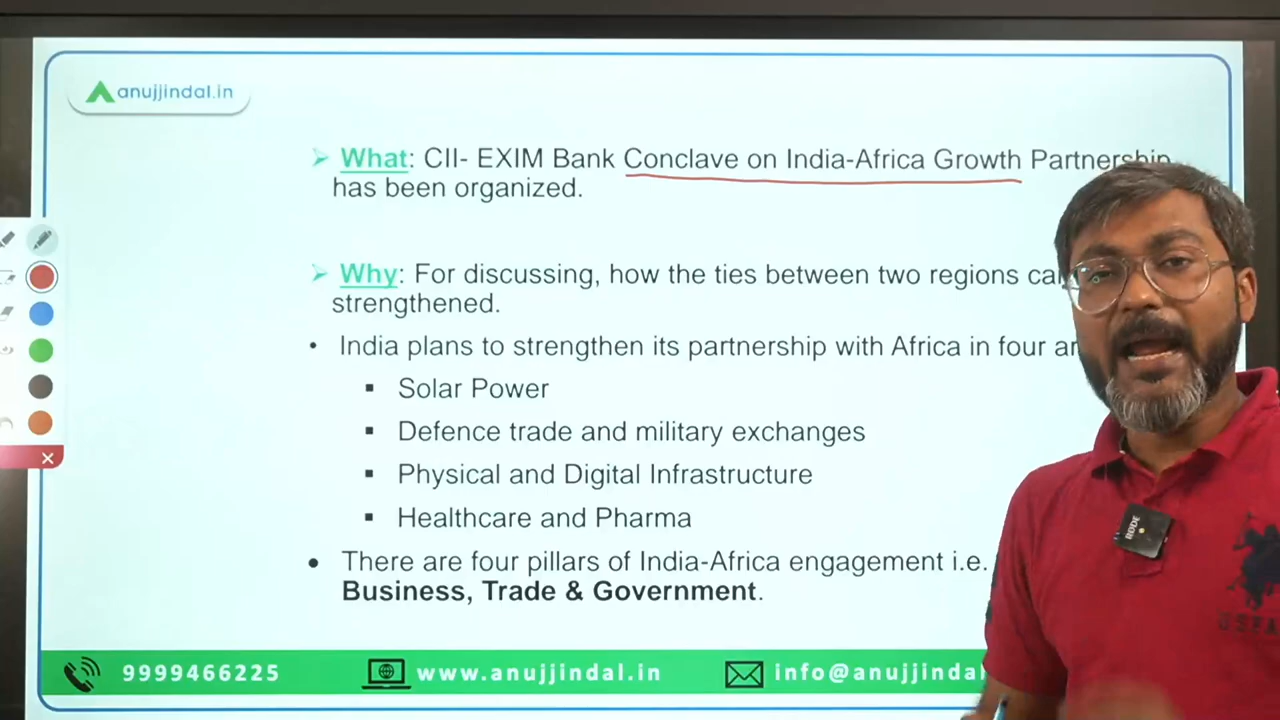 anujjindal.in
➢ What: CII- EXIM Bank Conclave on India-Africa Growth Partnership
has been organized.
➢ Why: For discussing, how the ties between two regions
strengthened.
• India plans to strengthen its partnership with Africa in four
▪ Solar Power
▪ Defence trade and military exchanges
▪ Physical and Digital Infrastructure
▪ Healthcare and Pharma
• There are four pillars of India-Africa engagement i.e.
Business, Trade & Government.
9999466225 www.anujjindal.in info@anujjindal
RODE